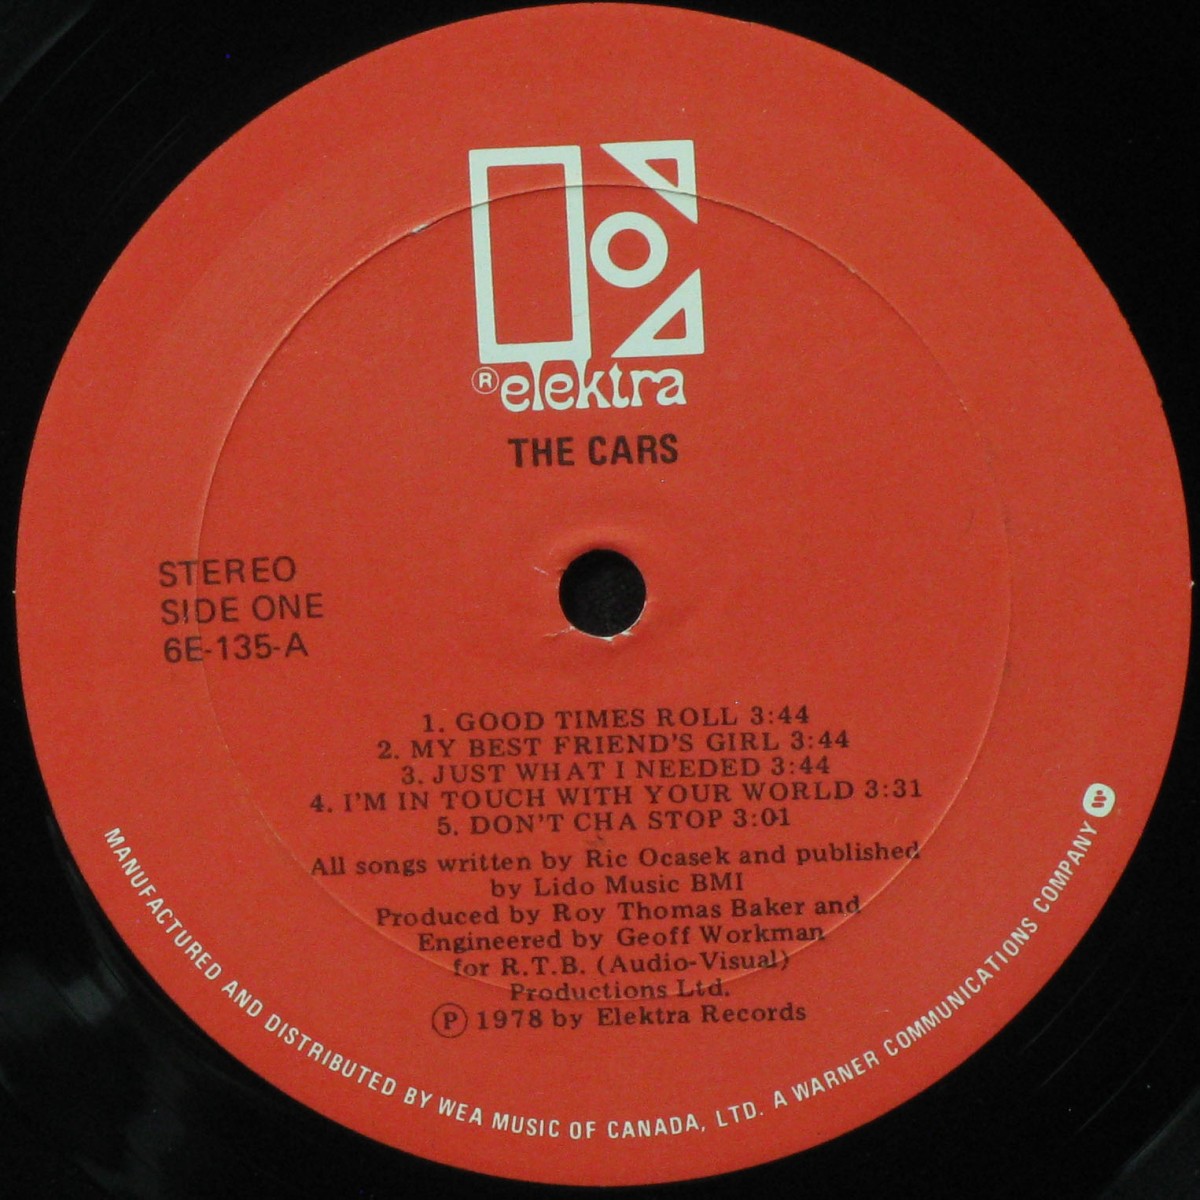 ® elektra
THE CARS
STEREO
SIDE ONE
6E-135-A
1. GOOD TIMES ROLL 3:44
2. MY BEST FRIEND'S GIRL 3:44
3. JUST WHAT I NEEDED 3:44
4. I'M IN TOUCH WITH YOUR WORLD 3:31
5. DON'T CHA STOP 3:01
All songs written by Ric Ocasek and published
by Lido Music BMI
Produced by Roy Thomas Baker and
Engineered by Geoff Workman
for R.T.B. (Audio-Visual)
Productions Ltd.
Ⓟ 1978 by Elektra Records
MANUFACTURED AND DISTRIBUTED BY WEA MUSIC OF CANADA, LTD. A WARNER COMMUNICATIONS COMPANY